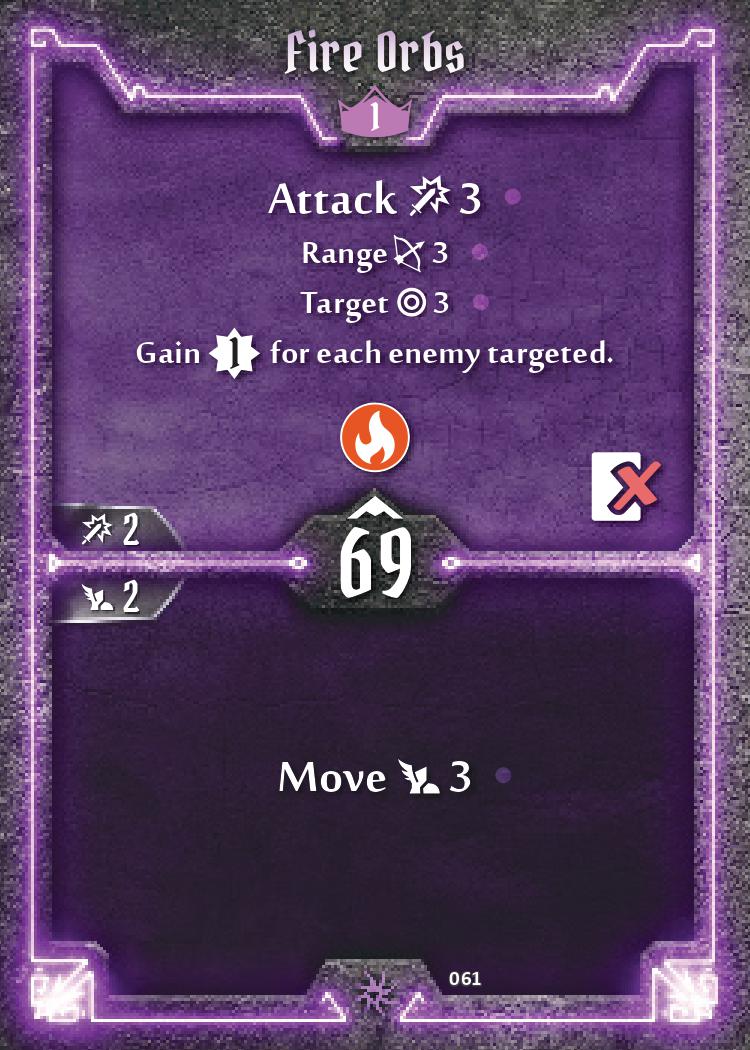 Fire Orbs
1
Attack 3
Range 3
Target 3
Gain 1 for each enemy targeted.
2
69
2
Move 3
061